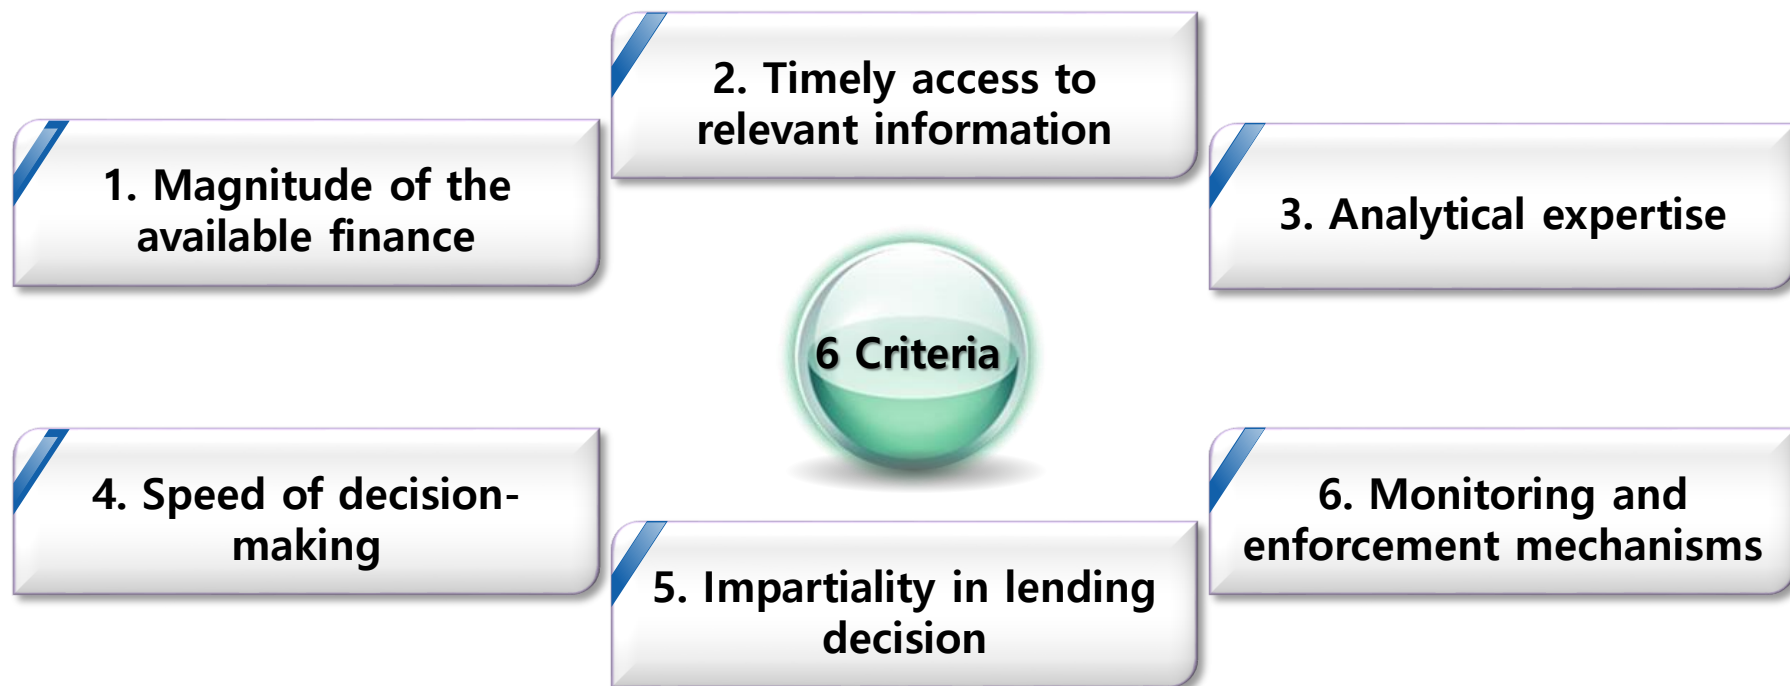 1. Magnitude of the
available finance
2. Timely access to
relevant information
3. Analytical expertise
6 Criteria
4. Speed of decision-
making
5. Impartiality in lending
decision
6. Monitoring and
enforcement mechanisms